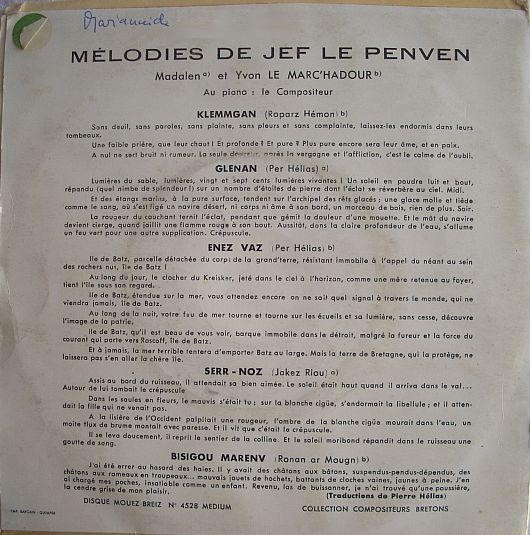 Mariannick
MÉLODIES DE JEF LE PENVEN
Madalen a) et Yvon LE MARC'HADOUR b)
Au piano : le Compositeur
KLEMMGAN (Roparz Hémon) b)
Sans deuil, sans paroles, sans plainte, sans pleurs et sans complainte, laissez-les endormis dans leurs
tombeaux.
Une faible prière, que leur chaut ! Et profonde ? Et pure ? Plus pure encore sera leur âme, et en paix.
A nul ne sert bruit ni rumeur. La seule douceur, après la vergogne et l'affliction, c'est le calme de l'oubli.
GLENAN (Per Hélias) a)
Lumières du sable, lumières, vingt et sept cents lumières vivantes ! Un soleil en poudre luit et bout,
répandu (quel nimbe de splendeur !) sur un nombre d'étoiles de pierre dont l'éclat se réverbère au ciel. Midi.
Et des étangs marins, à la pure surface, tendent sur l'archipel des rêts glacés ; une glace molle et tiède
comme le sang, où s'est figé un navire désert, ni corps ni âme à son bord, un morceau de bois, rien de plus. Soir.
La rougeur du couchant ternit l'éclat, pendant que gémit la douleur d'une mouette. Et le mât du navire
devient cierge, quand jaillit une flamme rouge à son bout. Aussitôt, dans la claire profondeur de l'eau, s'allume
un feu vert pour une autre supplication. Crépuscule.
ENEZ VAZ (Per Hélias) b)
Ile de Batz, parcelle détachée du corps de la grand'terre, résistant immobile à l'appel du néant au sein
des rochers nus, île de Batz !
Au long du jour, le clocher du Kreisker, jeté dans le ciel à l'horizon, comme une mère retenue au foyer,
tient l'île sous son regard.
Ile de Batz, étendue sur la mer, vous attendez encore on ne sait quel signal à travers le monde, qui ne
viendra jamais, île de Batz.
Au long de la nuit, votre feu de mer tourne et tourne sur les écueils et sa lumière, sans cesse, découvre
l'image de la patrie.
Ile de Batz, qu'il est beau de vous voir, barque immobile dans le détroit, malgré la fureur et la force du
courant qui porte vers Roscoff, île de Batz.
Et à jamais, la mer terrible tentera d'emporter Batz au large. Mais la terre de Bretagne, qui la protège, ne
laissera pas s'en aller la chère île.
SERR-NOZ (Jakez Riou) a)
Assis au bord du ruisseau, il attendait sa bien aimée. Le soleil était haut quand il arriva dans le val...
Autour de lui tombait le crépuscule
Dans les saules en fleurs, le mauvis s'était tu ; sur la blanche cigüe, s'endormait la libellule ; et il atten-
dait la fille qui ne venait pas.
A la lisière de l'Occident palpitait une rougeur, l'ombre de la blanche cigüe mourait dans l'eau, un
moite flux de brume montait avec paresse. Et il vit que c'était le crépuscule.
Il se leva doucement, il reprit le sentier de la colline. Et le soleil moribond répandit dans le ruisseau une
goutte de sang.
BISIGOU MARENV (Ronan ar Mougn) b)
J'ai été errer au hasard des haies. Il y avait des châtons aux bâtons, suspendus-pendus-dépendus, des
châtons aux rameaux en troupeaux... mauvais jouets de hochets, battants de cloches vaines, jaunes à peine. J'en
ai chargé mes poches, insatiable comme un enfant. Revenu, las de buissonner, je n'ai trouvé qu'une poussière,
la cendre grise de mon plaisir.
(Traductions de Pierre Hélias)
IMP. BARGAIN - QUIMPER
DISQUE MOUEZ-BREIZ N° 4528 MEDIUM
COLLECTION COMPOSITEURS BRETONS